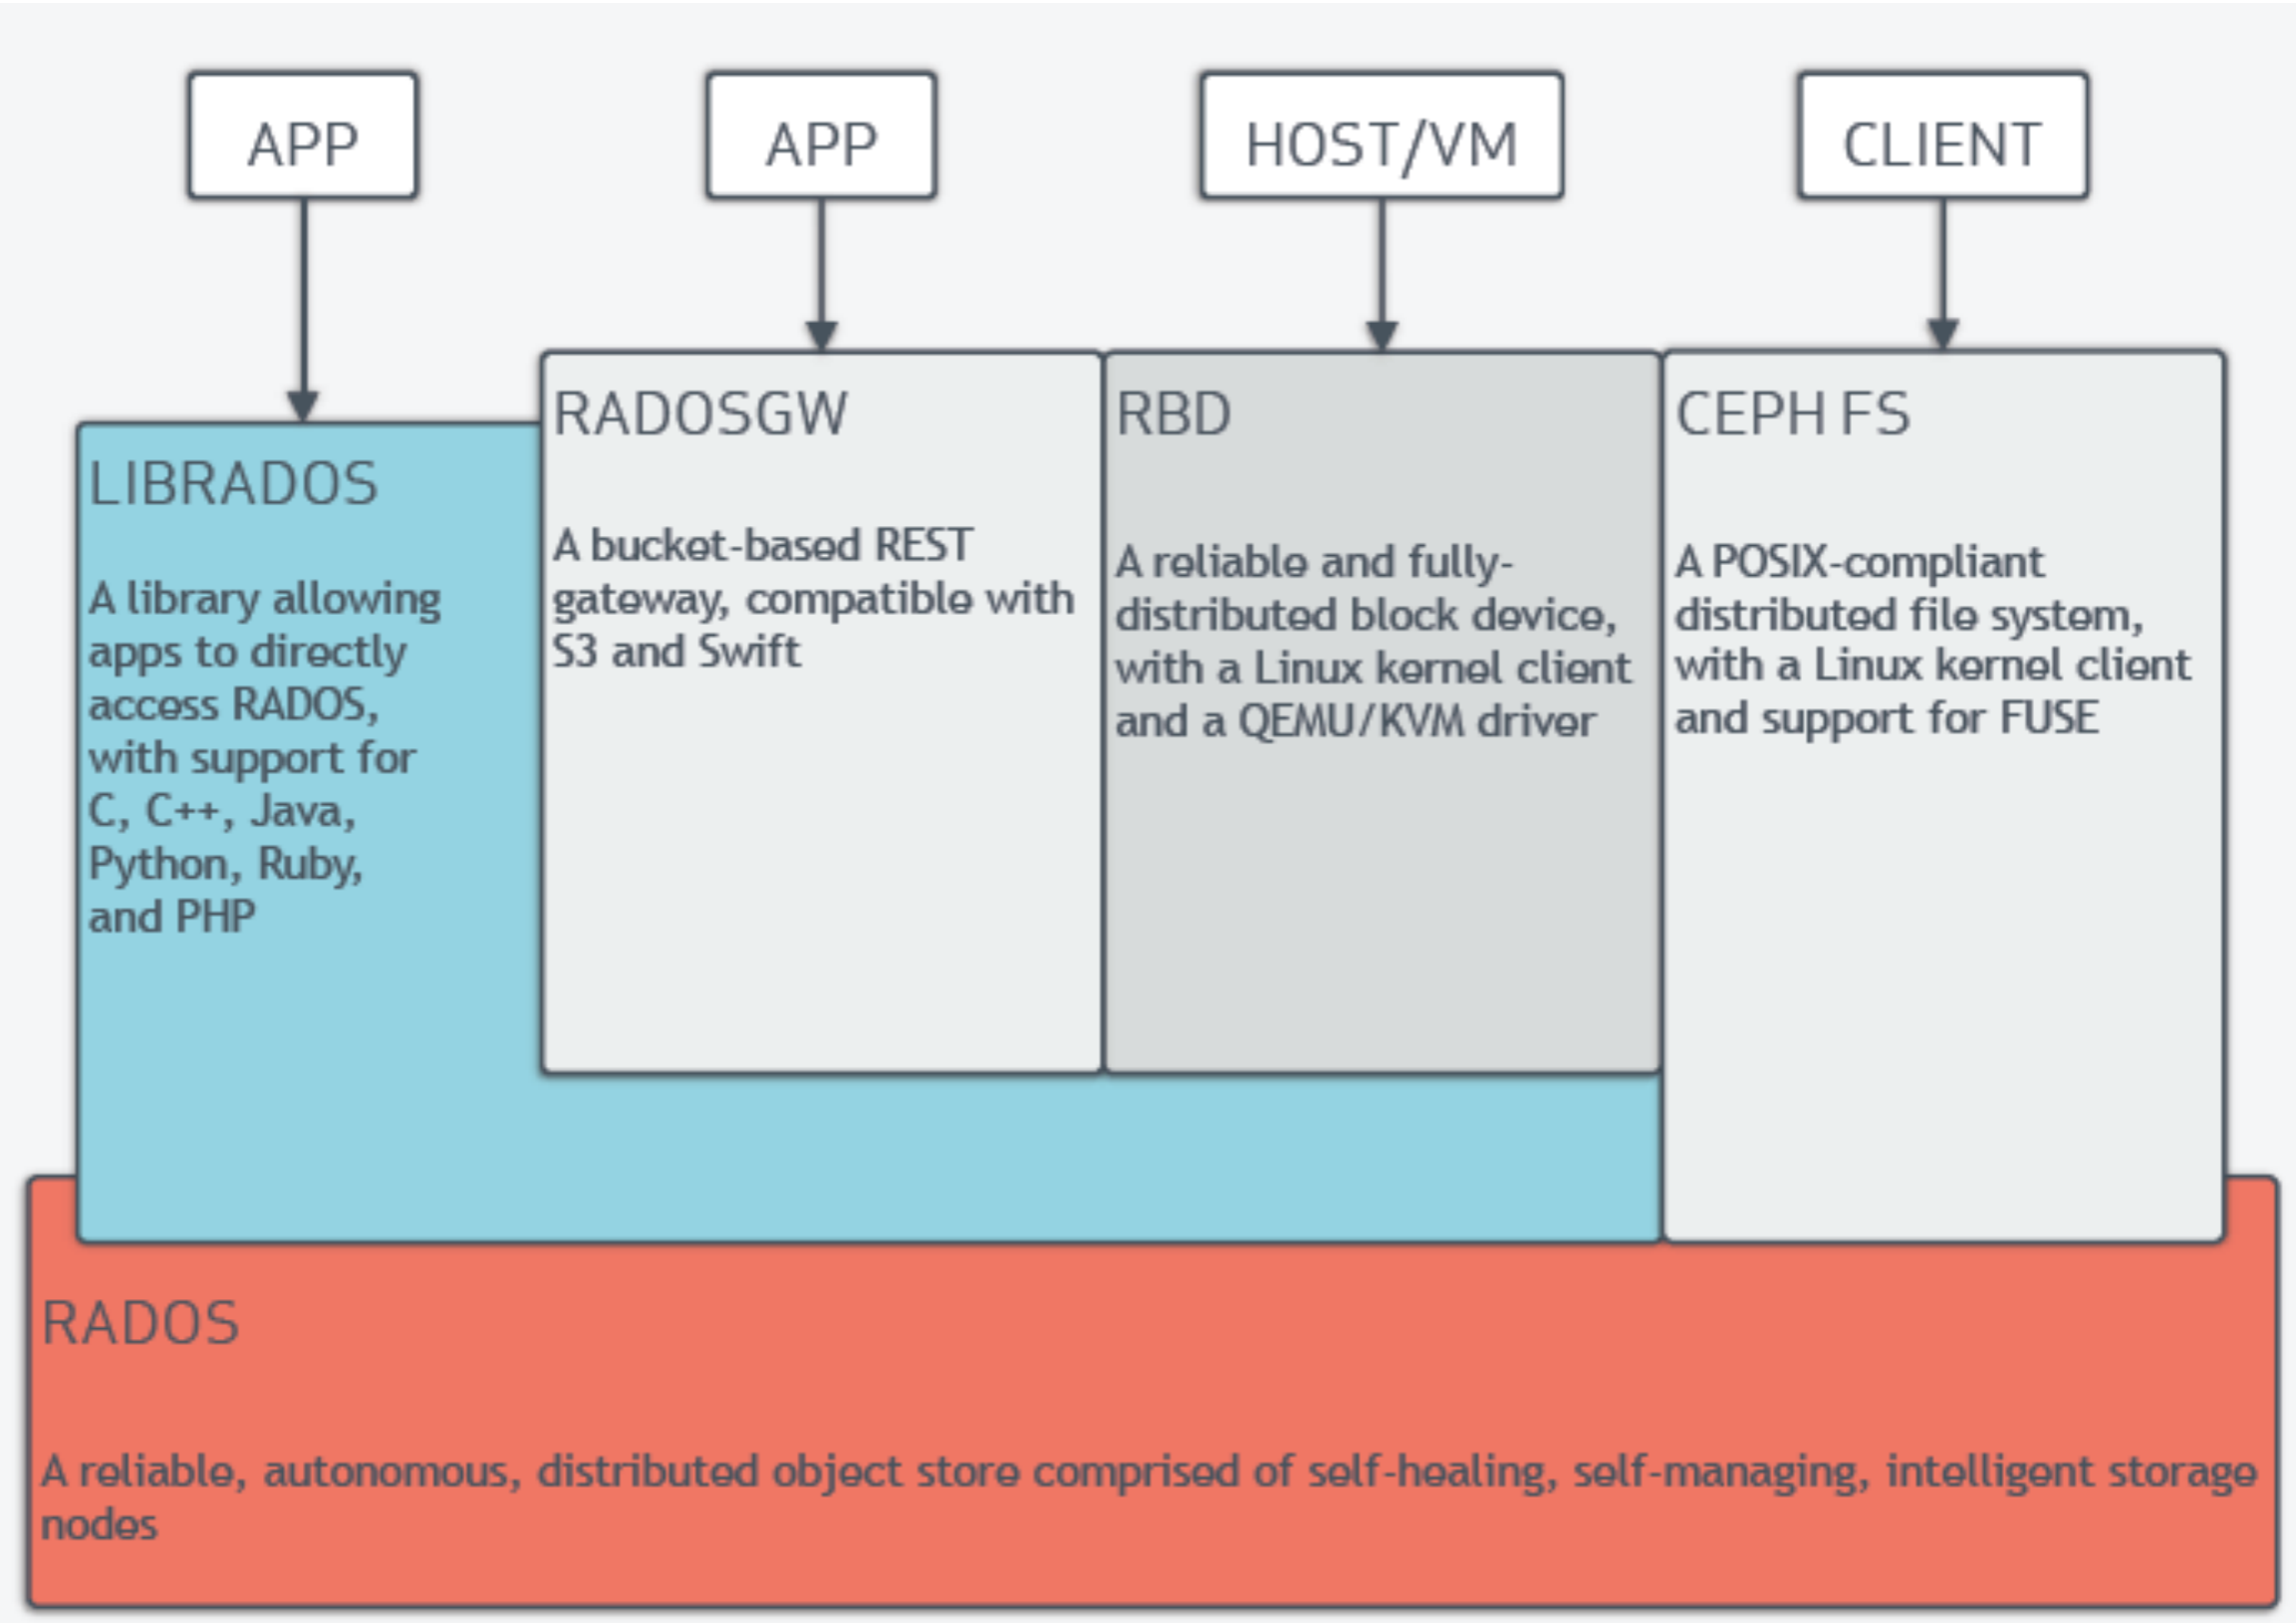 APP
APP
HOST/VM
CLIENT
LIBRADOS
A library allowing
apps to directly
access RADOS,
with support for
C, C++, Java,
Python, Ruby,
and PHP
RADOSGW
A bucket-based REST
gateway, compatible with
S3 and Swift
RBD
A reliable and fully-
distributed block device,
with a Linux kernel client
and a QEMU/KVM driver
CEPH FS
A POSIX-compliant
distributed file system,
with a Linux kernel client
and support for FUSE
RADOS
A reliable, autonomous, distributed object store comprised of self-healing, self-managing, intelligent storage
nodes